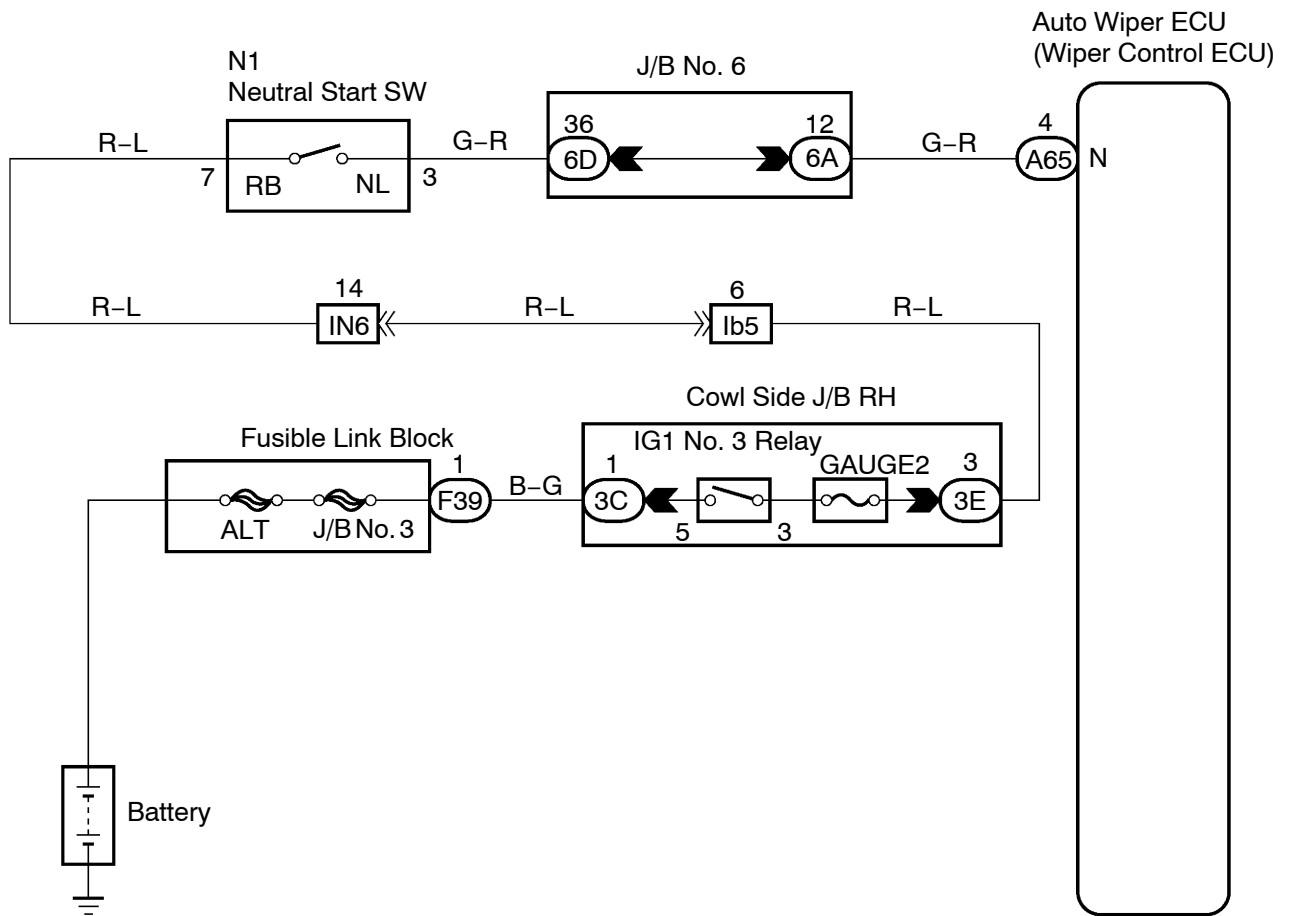 Auto Wiper ECU
(Wiper Control ECU)
N1
Neutral Start SW
J/B No. 6
R–L
7
RB
NL
3
G–R
36
6D
12
6A
G–R
4
A65
N
R–L
14
IN6
R–L
6
Ib5
R–L
Cowl Side J/B RH
Fusible Link Block
ALT
J/B No. 3
1
F39
B–G
IG1 No. 3 Relay
1
3C
5
3
GAUGE2
3
3E
Battery